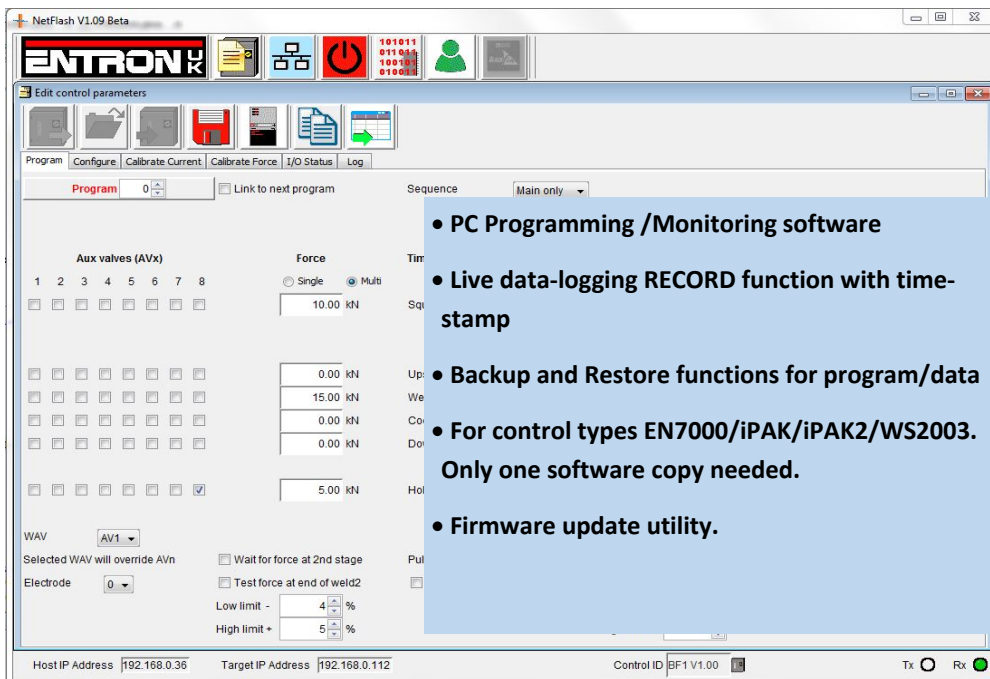 NetFlash V1.09 Beta
ENTRON UK
101011
011011
100101
010011
Edit control parameters
Program Configure Calibrate Current Calibrate Force I/O Status Log
Program 0 Link to next program Sequence Main only
Aux valves (AVx) Force
1 2 3 4 5 6 7 8 Single Multi
10.00 kN
0.00 kN
15.00 kN
0.00 kN
0.00 kN
5.00 kN
WAV AV1
Selected WAV will override AVn Wait for force at 2nd stage
Electrode 0 Test force at end of weld2
Low limit - 4 %
High limit + 5 %
• PC Programming /Monitoring software
• Live data-logging RECORD function with time-
stamp
• Backup and Restore functions for program/data
• For control types EN7000/iPAK/iPAK2/WS2003.
Only one software copy needed.
• Firmware update utility.
Host IP Address 192.168.0.36 Target IP Address 192.168.0.112 Control ID BF1 V1.00 Tx Rx